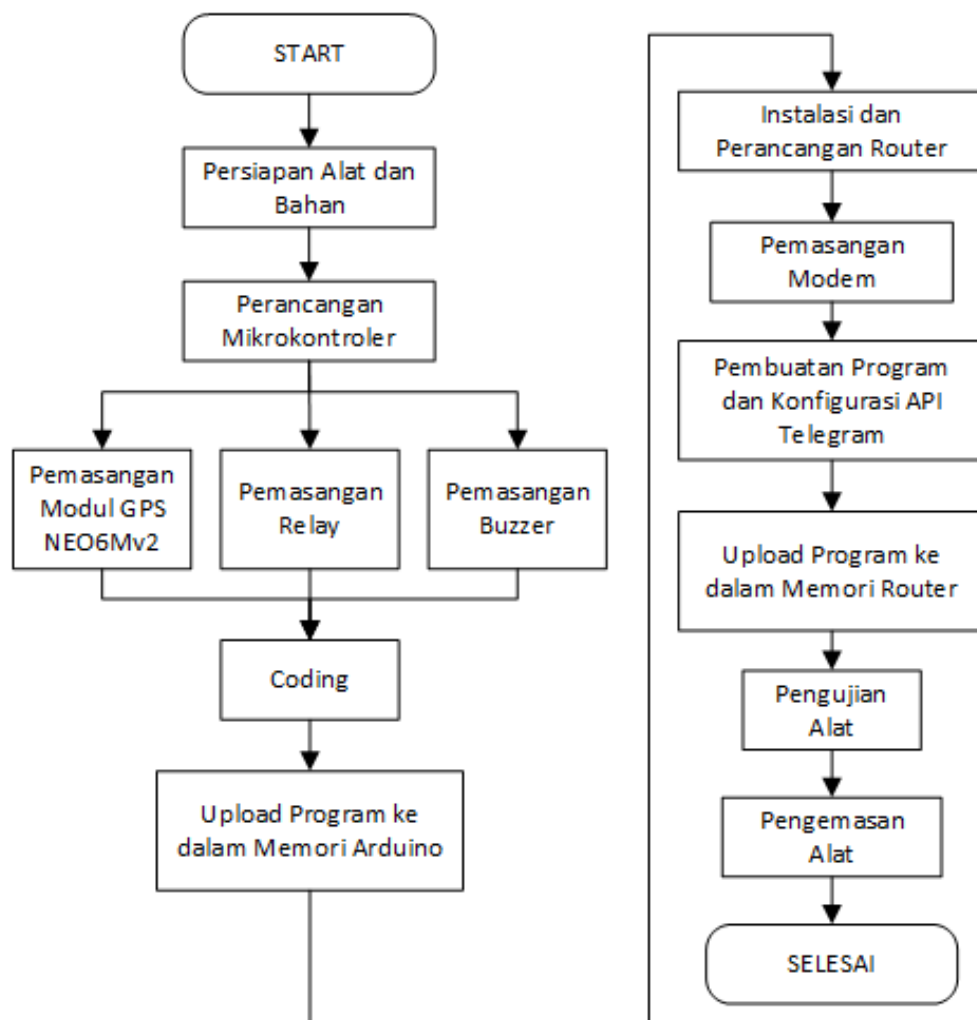 START
Persiapan Alat dan
Bahan
Perancangan
Mikrokontroler
Pemasangan
Modul GPS
NEO6Mv2
Pemasangan
Relay
Pemasangan
Buzzer
Coding
Upload Program ke
dalam Memori Arduino
Instalasi dan
Perancangan Router
Pemasangan
Modem
Pembuatan Program
dan Konfigurasi API
Telegram
Upload Program ke
dalam Memori Router
Pengujian
Alat
Pengemasan
Alat
SELESAI